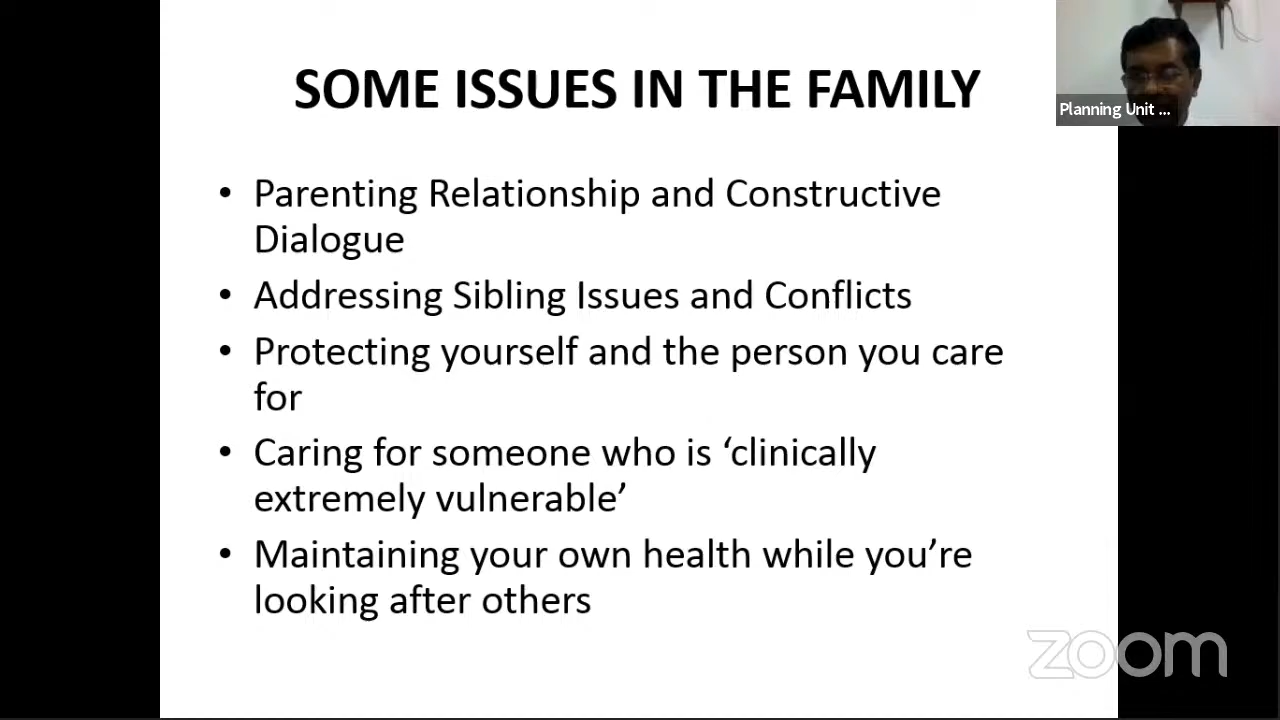 SOME ISSUES IN THE FAMILY
Planning Unit ...
• Parenting Relationship and Constructive
Dialogue
• Addressing Sibling Issues and Conflicts
• Protecting yourself and the person you care
for
• Caring for someone who is ‘clinically
extremely vulnerable’
• Maintaining your own health while you’re
looking after others
zoom